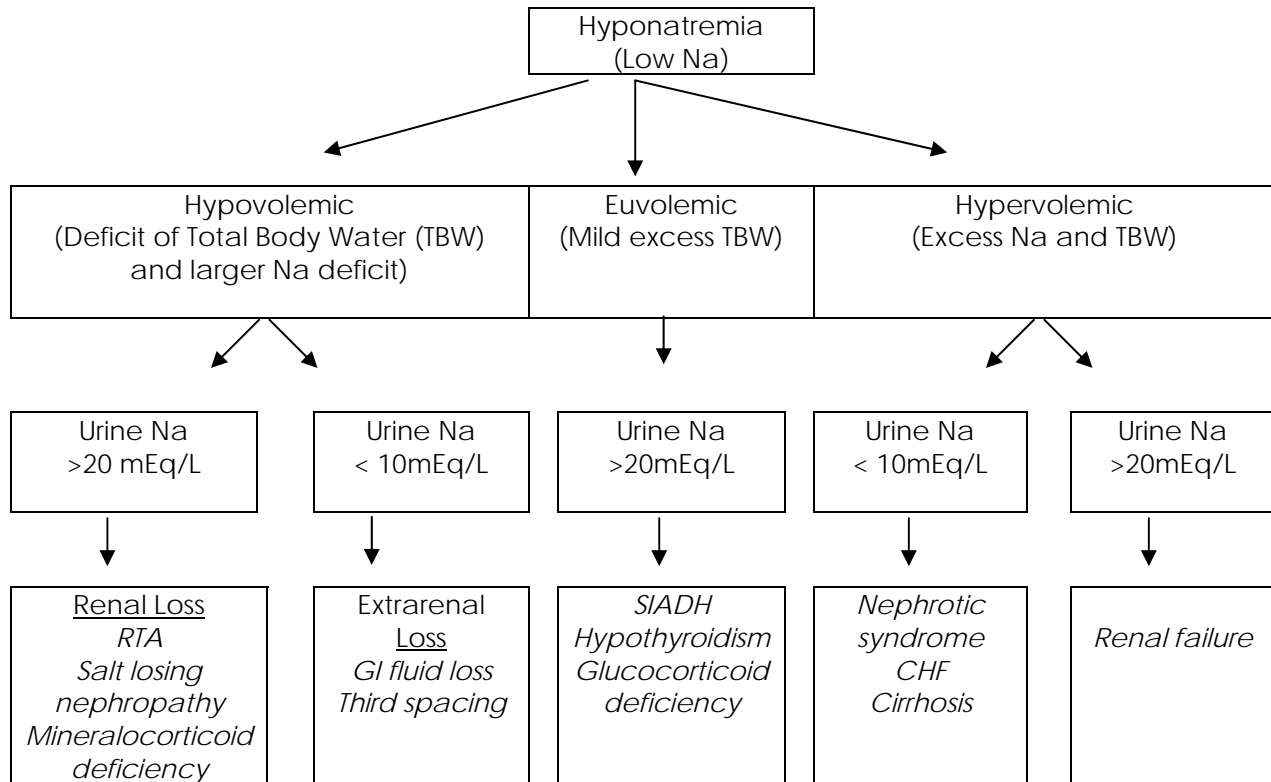 Hyponatremia
(Low Na)
Hypovolemic
(Deficit of Total Body Water (TBW)
and larger Na deficit)
Euvolemic
(Mild excess TBW)
Hypervolemic
(Excess Na and TBW)
Urine Na
>20 mEq/L
Urine Na
< 10mEq/L
Urine Na
>20mEq/L
Urine Na
< 10mEq/L
Urine Na
>20mEq/L
Renal Loss
RTA
Salt losing
nephropathy
Mineralocorticoid
deficiency
Extrarenal
Loss
GI fluid loss
Third spacing
SIADH
Hypothyroidism
Glucocorticoid
deficiency
Nephrotic
syndrome
CHF
Cirrhosis
Renal failure